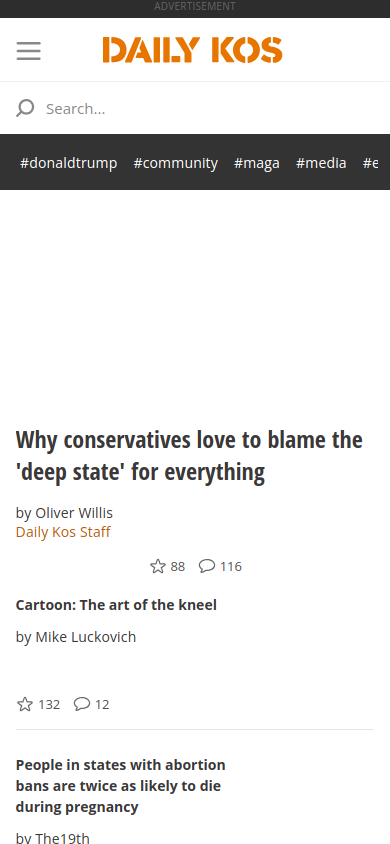 ADVERTISEMENT
DAILY KOS
Search...
#donaldtrump #community #maga #media #e
Why conservatives love to blame the
'deep state' for everything
by Oliver Willis
Daily Kos Staff
88 116
Cartoon: The art of the kneel
by Mike Luckovich
132 12
People in states with abortion
bans are twice as likely to die
during pregnancy
by The19th